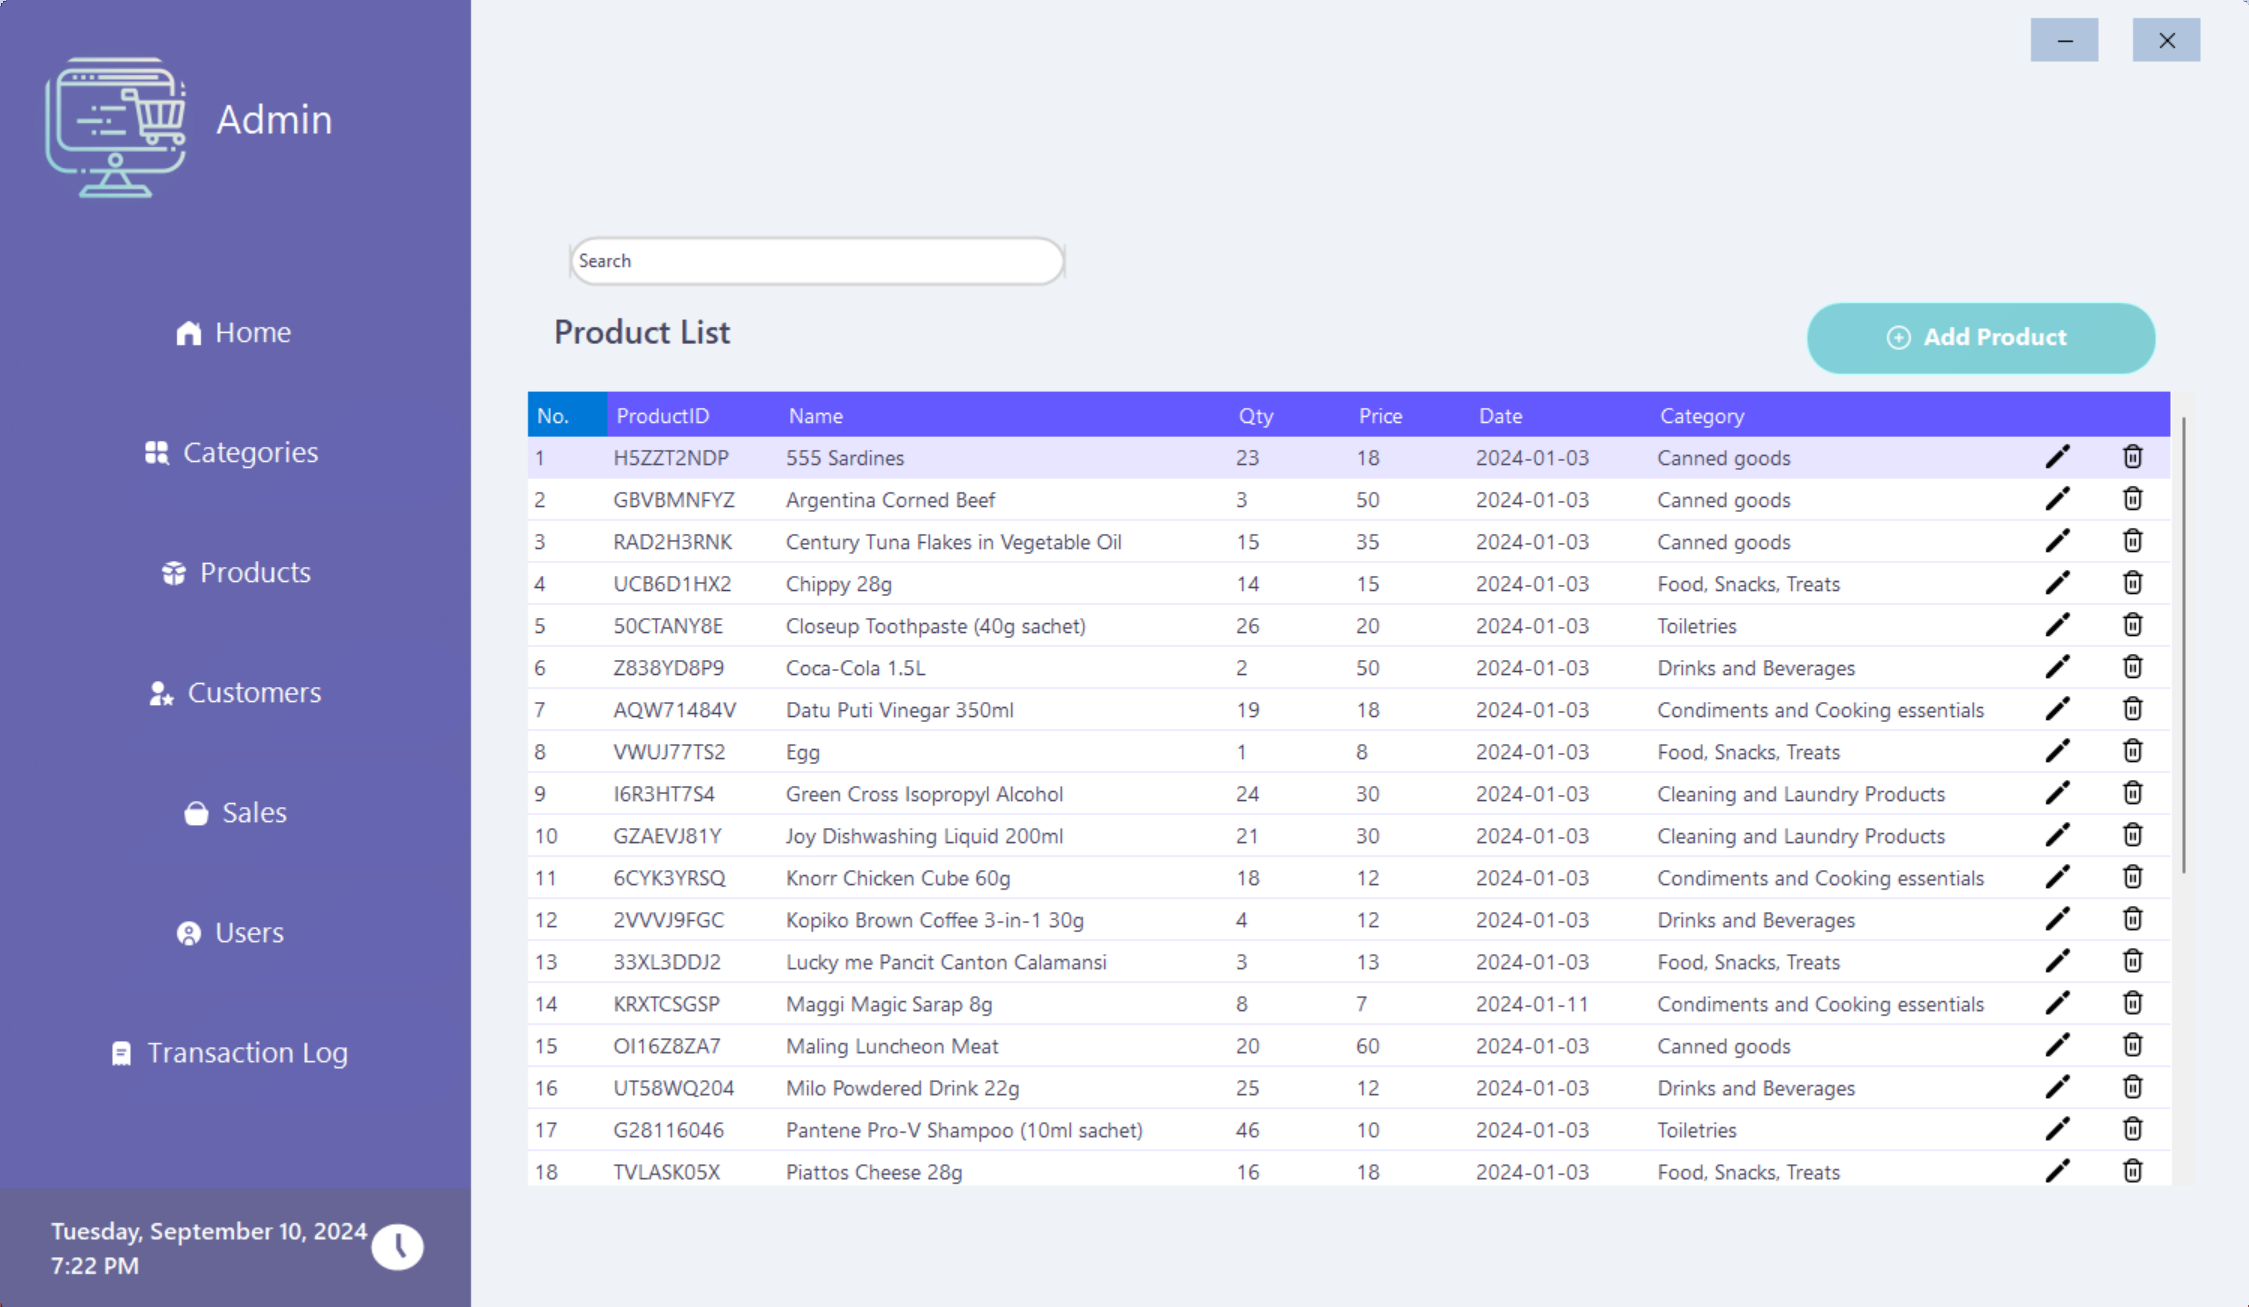 Admin
Home
Categories
Products
Customers
Sales
Users
Transaction Log
Tuesday, September 10, 2024
7:22 PM
Search
Product List
Add Product
No. ProductID Name Qty Price Date Category
1 H5ZZT2NDP 555 Sardines 23 18 2024-01-03 Canned goods
2 GBVBMNFYZ Argentina Corned Beef 3 50 2024-01-03 Canned goods
3 RAD2H3RNK Century Tuna Flakes in Vegetable Oil 15 35 2024-01-03 Canned goods
4 UCB6D1HX2 Chippy 28g 14 15 2024-01-03 Food, Snacks, Treats
5 50CTANY8E Closeup Toothpaste (40g sachet) 26 20 2024-01-03 Toiletries
6 Z838YD8P9 Coca-Cola 1.5L 2 50 2024-01-03 Drinks and Beverages
7 AQW71484V Datu Puti Vinegar 350ml 19 18 2024-01-03 Condiments and Cooking essentials
8 VWUJ77TS2 Egg 1 8 2024-01-03 Food, Snacks, Treats
9 I6R3HT7S4 Green Cross Isopropyl Alcohol 24 30 2024-01-03 Cleaning and Laundry Products
10 GZAEVJ81Y Joy Dishwashing Liquid 200ml 21 30 2024-01-03 Cleaning and Laundry Products
11 6CYK3YRSQ Knorr Chicken Cube 60g 18 12 2024-01-03 Condiments and Cooking essentials
12 2VVVJ9FGC Kopiko Brown Coffee 3-in-1 30g 4 12 2024-01-03 Drinks and Beverages
13 33XL3DDJ2 Lucky me Pancit Canton Calamansi 3 13 2024-01-03 Food, Snacks, Treats
14 KRXTCSGSP Maggi Magic Sarap 8g 8 7 2024-01-11 Condiments and Cooking essentials
15 OI16Z8ZA7 Maling Luncheon Meat 20 60 2024-01-03 Canned goods
16 UT58WQ204 Milo Powdered Drink 22g 25 12 2024-01-03 Drinks and Beverages
17 G28116046 Pantene Pro-V Shampoo (10ml sachet) 46 10 2024-01-03 Toiletries
18 TVLASK05X Piattos Cheese 28g 16 18 2024-01-03 Food, Snacks, Treats